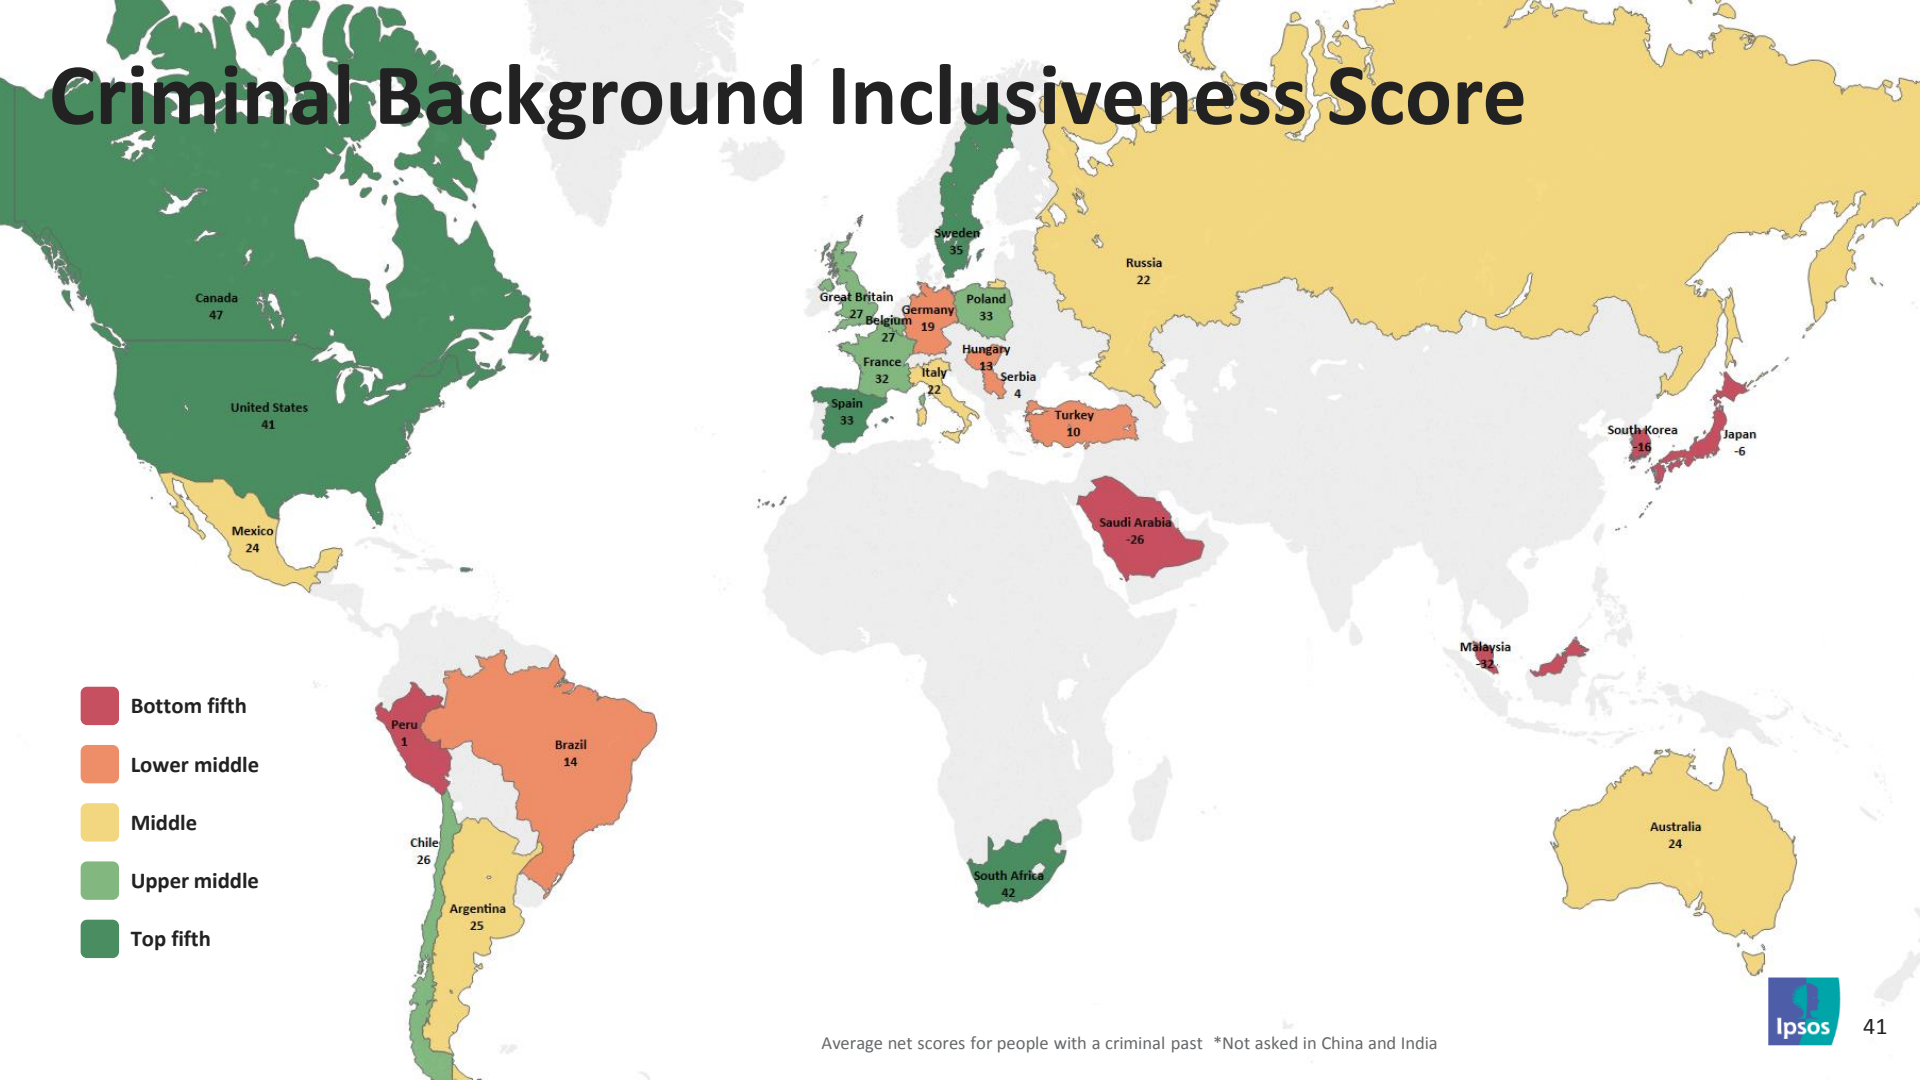 Criminal Background Inclusiveness Score
Canada
47
United States
41
Mexico
24
Sweden
35
Russia
22
Great Britain
27
Belgium
27
Germany
19
Poland
33
France
32
Hungary
13
Italy
22
Serbia
4
Spain
33
Turkey
10
South Korea
-16
Japan
-6
Saudi Arabia
-26
Malaysia
-32
Peru
1
Brazil
14
Chile
26
Argentina
25
South Africa
42
Australia
24
Bottom fifth
Lower middle
Middle
Upper middle
Top fifth
Average net scores for people with a criminal past *Not asked in China and India
Ipsos
41